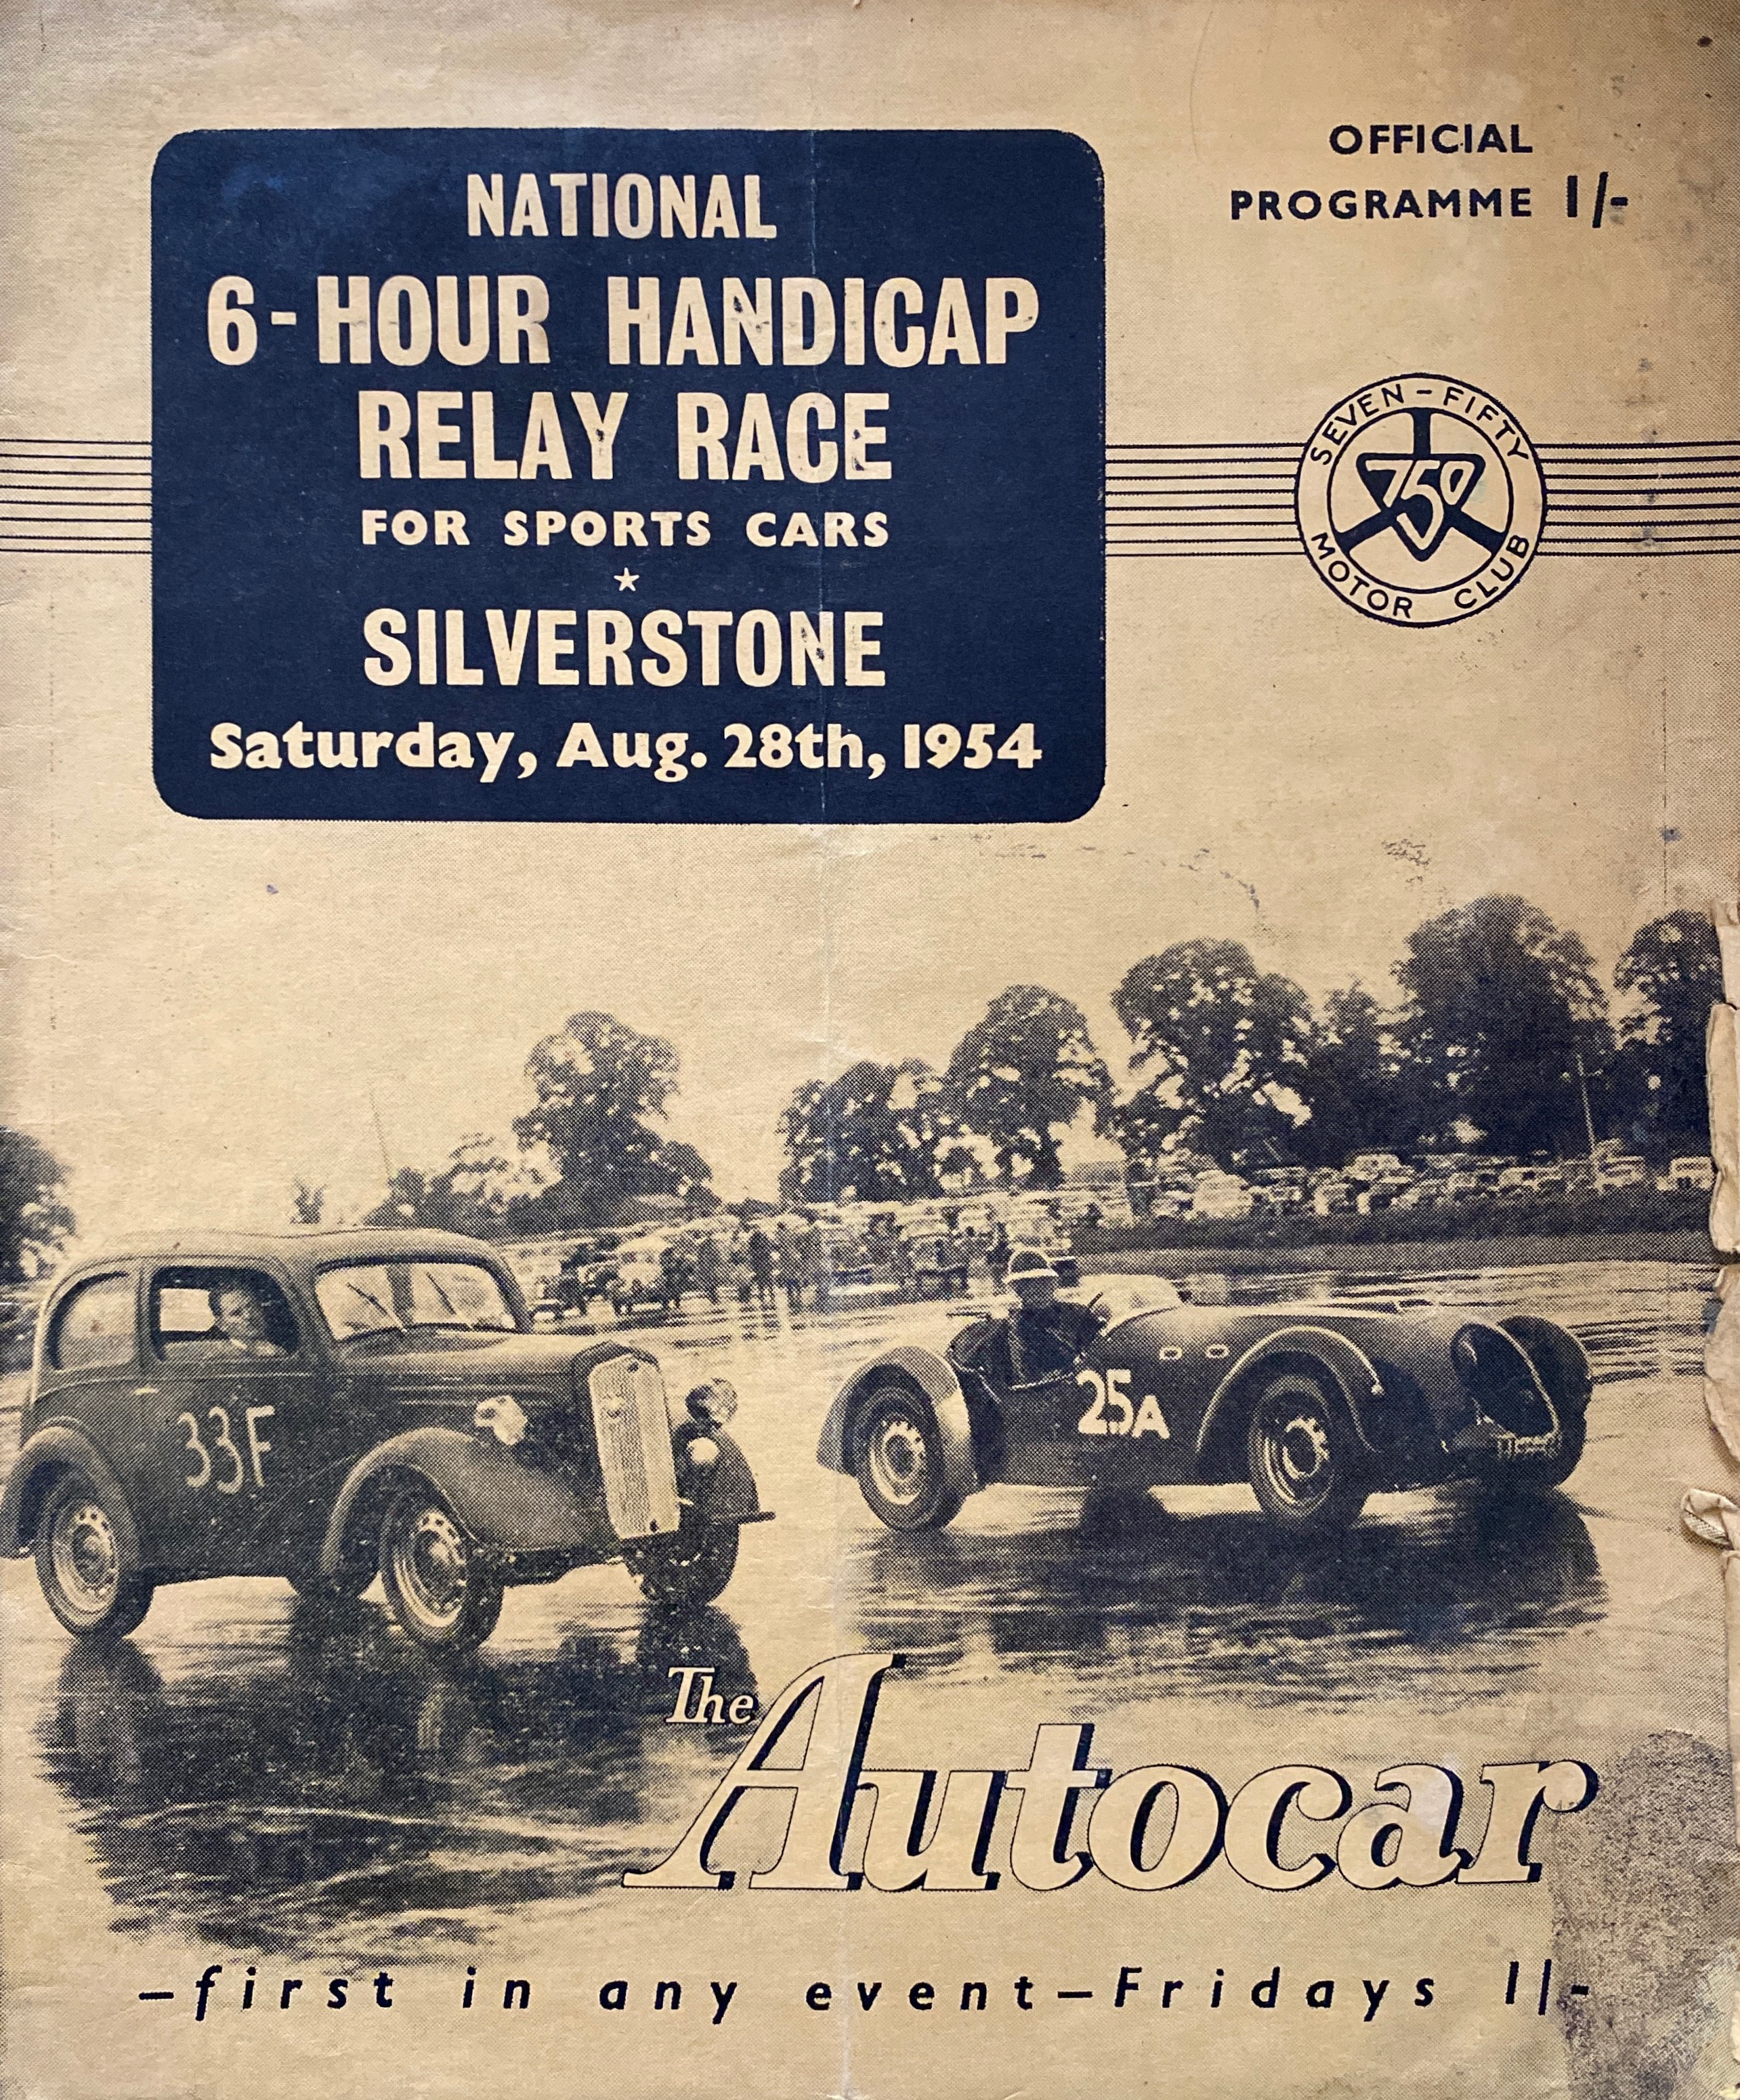 OFFICIAL
PROGRAMME 1/-
NATIONAL
6-HOUR HANDICAP
RELAY RACE
FOR SPORTS CARS
SILVERSTONE
Saturday, Aug. 28th, 1954
SEVEN-FIFTY
750
MOTOR CLUB
33F
25A
The Autocar
-first in any event-Fridays 1/-